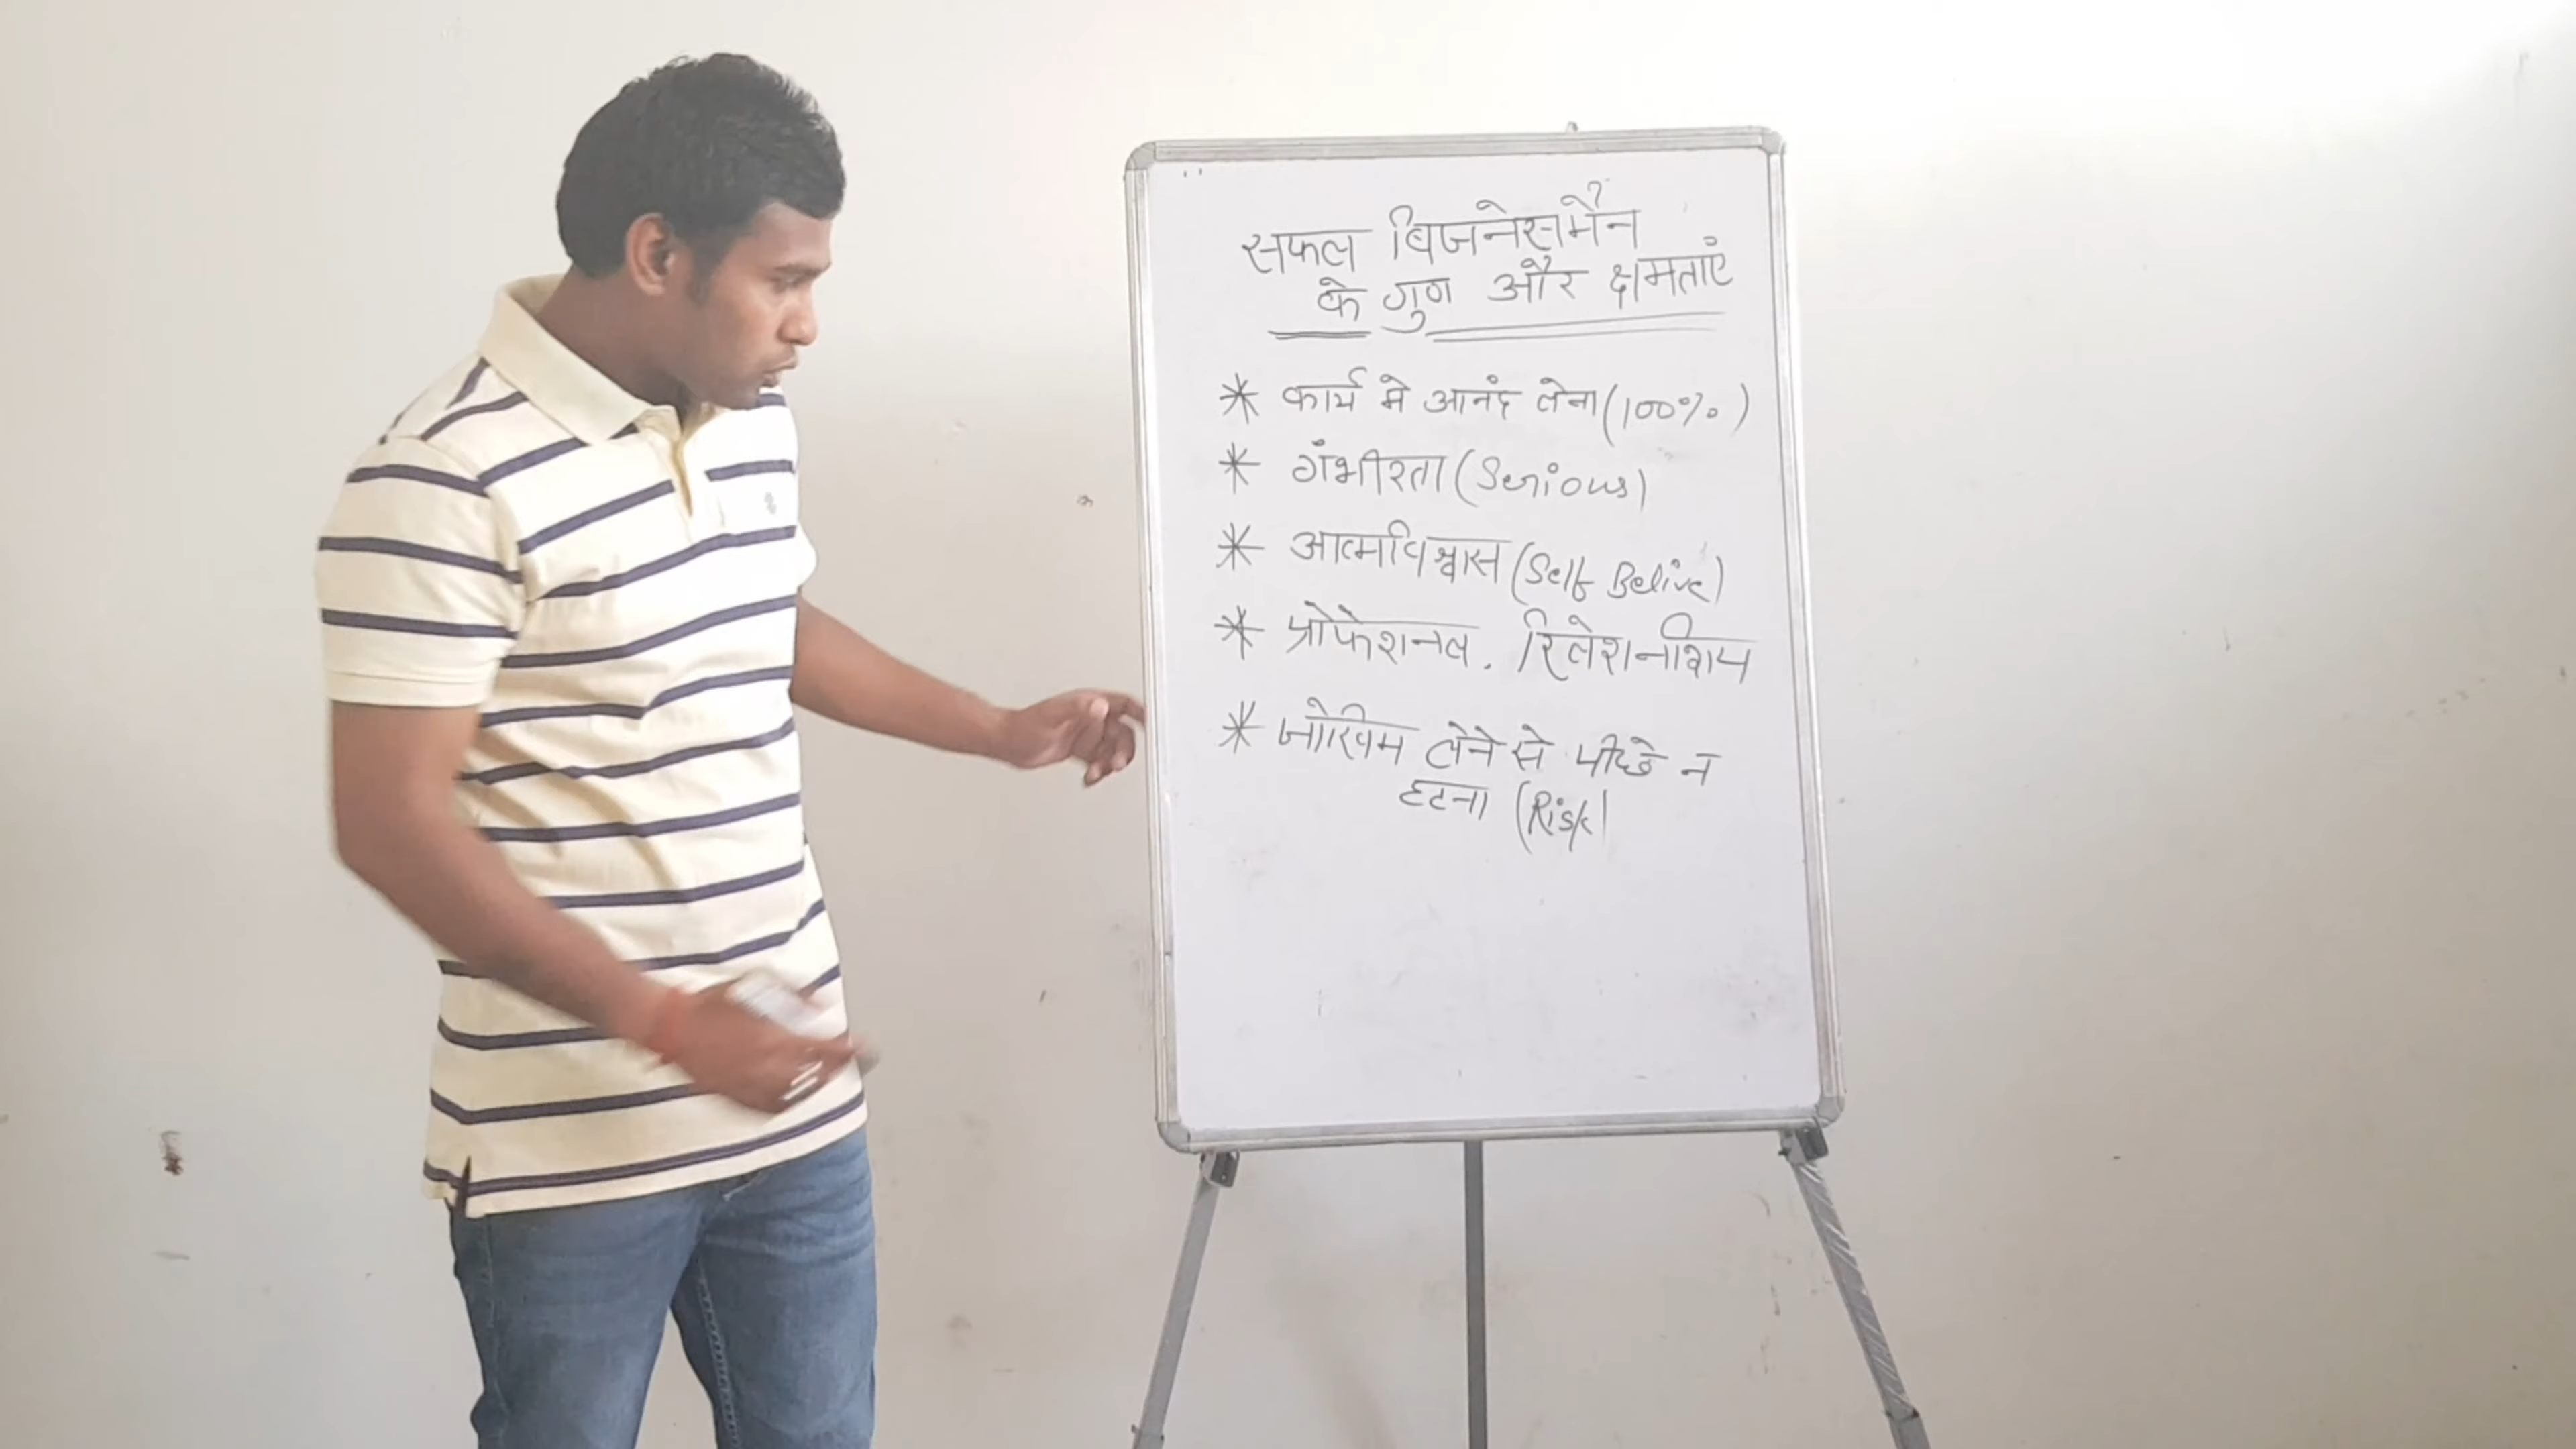 सफल बिजनेसमैन
के गुण और क्षमताएं
* कार्य मे आनंद लेना (100%)
* गंभीरता (Serious)
* आत्मविश्वास (Self Belive)
* प्रोफेशनल. रिलेशनशिप
* जोखिम लेने से पीछे न
हटना (Risk)